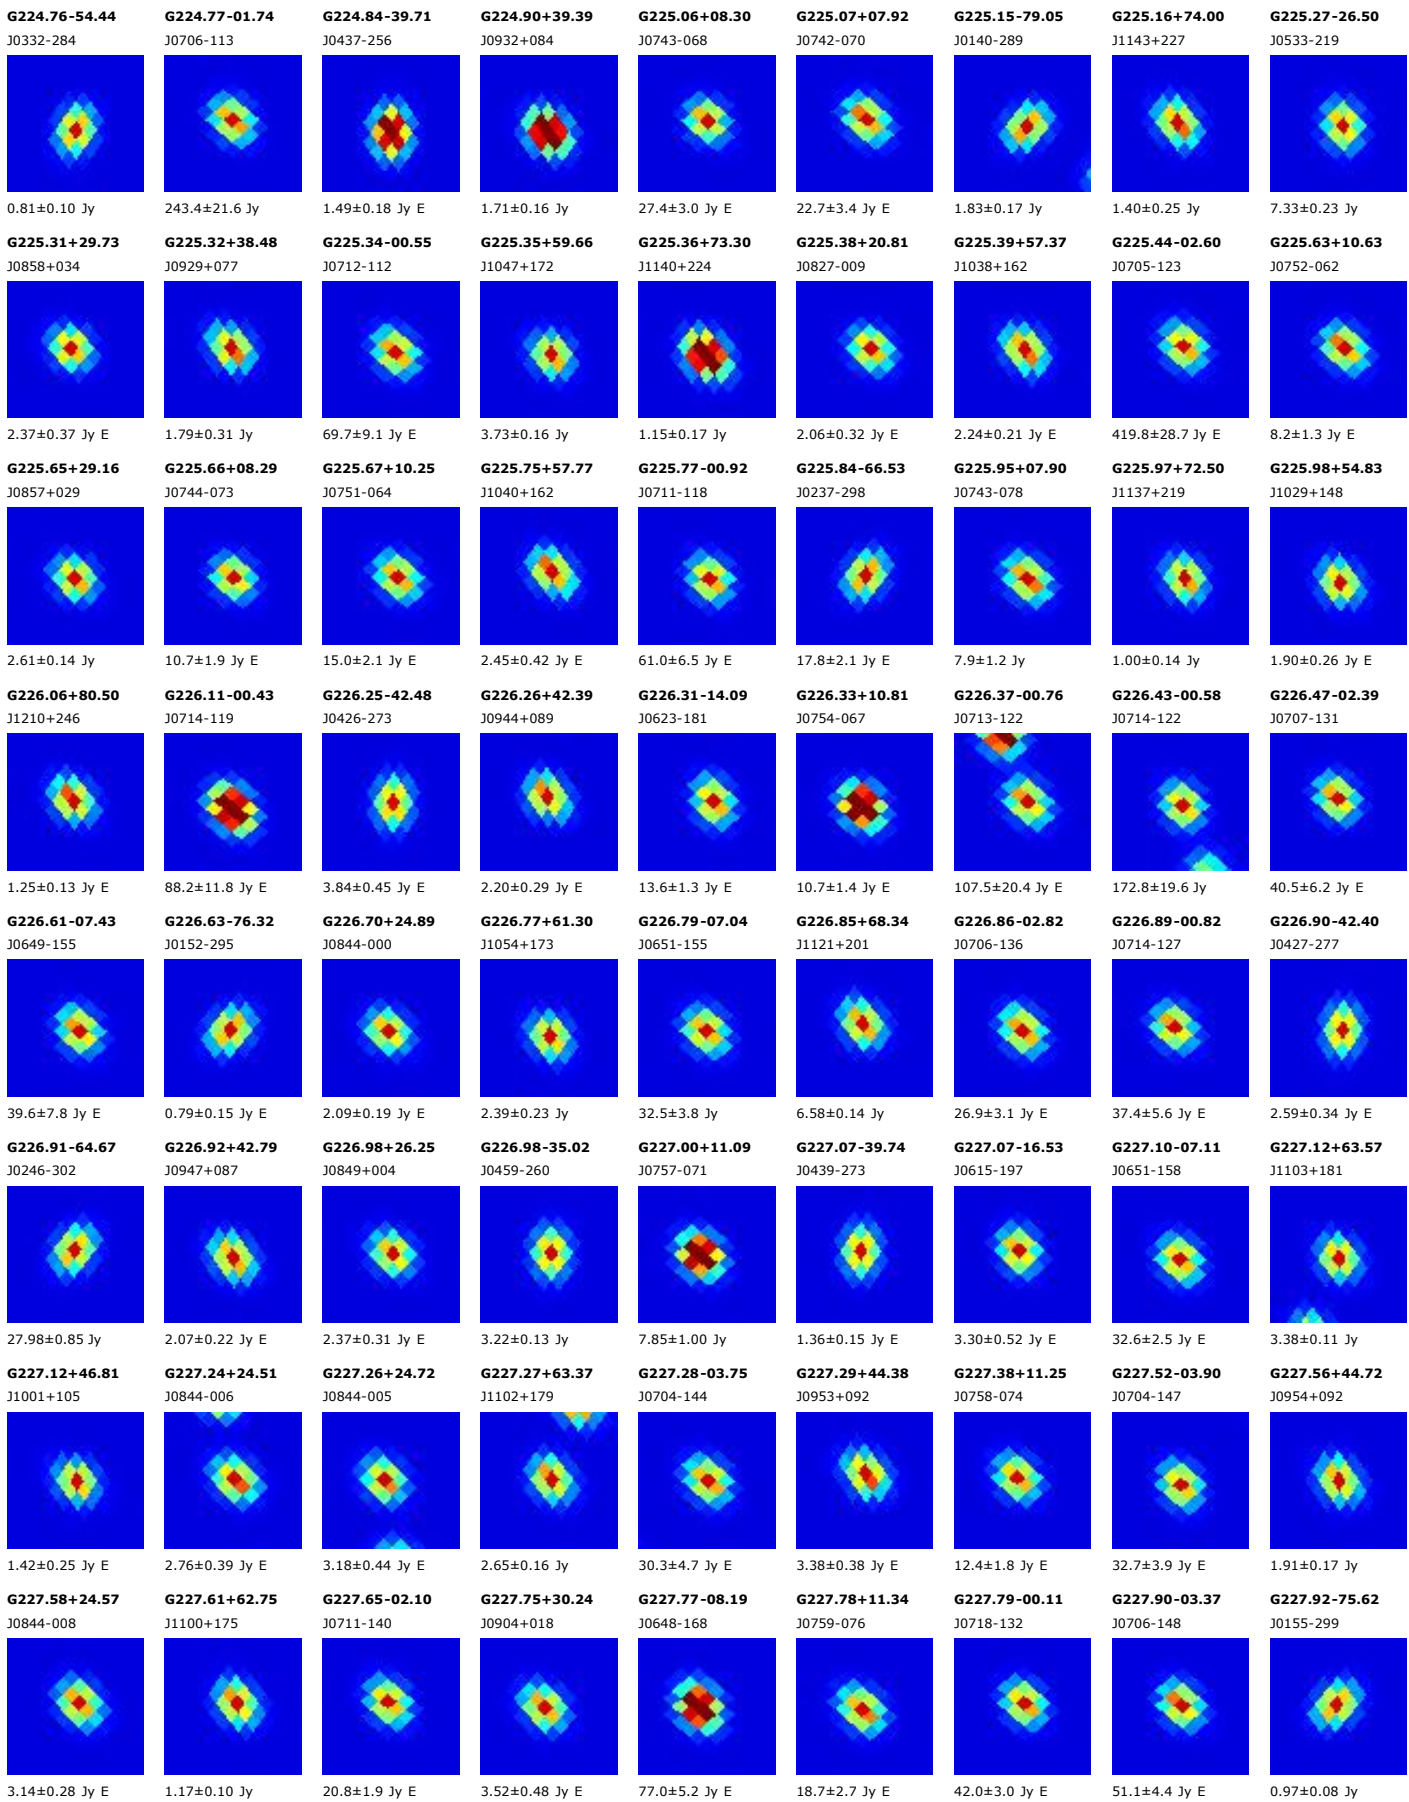 G224.76-54.44 G224.77-01.74 G224.84-39.71 G224.90+39.39 G225.06+08.30 G225.07+07.92 G225.15-79.05 G225.16+74.00 G225.27-26.50
J0332-284 J0706-113 J0437-256 J0932+084 J0743-068 J0742-070 J0140-289 J1143+227 J0533-219
0.81±0.10 Jy 243.4±21.6 Jy 1.49±0.18 Jy E 1.71±0.16 Jy 27.4±3.0 Jy E 22.7±3.4 Jy E 1.83±0.17 Jy 1.40±0.25 Jy 7.33±0.23 Jy
G225.31+29.73 G225.32+38.48 G225.34-00.55 G225.35+59.66 G225.36+73.30 G225.38+20.81 G225.39+57.37 G225.44-02.60 G225.63+10.63
J0858+034 J0929+077 J0712-112 J1047+172 J1140+224 J0827-009 J1038+162 J0705-123 J0752-062
2.37±0.37 Jy E 1.79±0.31 Jy 69.7±9.1 Jy E 3.73±0.16 Jy 1.15±0.17 Jy 2.06±0.32 Jy E 2.24±0.21 Jy E 419.8±28.7 Jy E 8.2±1.3 Jy E
G225.65+29.16 G225.66+08.29 G225.67+10.25 G225.75+57.77 G225.77-00.92 G225.84-66.53 G225.95+07.90 G225.97+72.50 G225.98+54.83
J0857+029 J0744-073 J0751-064 J1040+162 J0711-118 J0237-298 J0743-078 J1137+219 J1029+148
2.61±0.14 Jy 10.7±1.9 Jy E 15.0±2.1 Jy E 2.45±0.42 Jy E 61.0±6.5 Jy E 17.8±2.1 Jy E 7.9±1.2 Jy 1.00±0.14 Jy 1.90±0.26 Jy E
G226.06+80.50 G226.11-00.43 G226.25-42.48 G226.26+42.39 G226.31-14.09 G226.33+10.81 G226.37-00.76 G226.43-00.58 G226.47-02.39
J1210+246 J0714-119 J0426-273 J0944+089 J0623-181 J0754-067 J0713-122 J0714-122 J0707-131
1.25±0.13 Jy E 88.2±11.8 Jy E 3.84±0.45 Jy E 2.20±0.29 Jy E 13.6±1.3 Jy E 10.7±1.4 Jy E 107.5±20.4 Jy E 172.8±19.6 Jy 40.5±6.2 Jy E
G226.61-07.43 G226.63-76.32 G226.70+24.89 G226.77+61.30 G226.79-07.04 G226.85+68.34 G226.86-02.82 G226.89-00.82 G226.90-42.40
J0649-155 J0152-295 J0844-000 J1054+173 J0651-155 J1121+201 J0706-136 J0714-127 J0427-277
39.6±7.8 Jy E 0.79±0.15 Jy E 2.09±0.19 Jy E 2.39±0.23 Jy 32.5±3.8 Jy 6.58±0.14 Jy 26.9±3.1 Jy E 37.4±5.6 Jy E 2.59±0.34 Jy E
G226.91-64.67 G226.92+42.79 G226.98+26.25 G226.98-35.02 G227.00+11.09 G227.07-39.74 G227.07-16.53 G227.10-07.11 G227.12+63.57
J0246-302 J0947+087 J0849+004 J0459-260 J0757-071 J0439-273 J0615-197 J0651-158 J1103+181
27.98±0.85 Jy 2.07±0.22 Jy E 2.37±0.31 Jy E 3.22±0.13 Jy 7.85±1.00 Jy 1.36±0.15 Jy E 3.30±0.52 Jy E 32.6±2.5 Jy E 3.38±0.11 Jy
G227.12+46.81 G227.24+24.51 G227.26+24.72 G227.27+63.37 G227.28-03.75 G227.29+44.38 G227.38+11.25 G227.52-03.90 G227.56+44.72
J1001+105 J0844-006 J0844-005 J1102+179 J0704-144 J0953+092 J0758-074 J0704-147 J0954+092
1.42±0.25 Jy E 2.76±0.39 Jy E 3.18±0.44 Jy E 2.65±0.16 Jy 30.3±4.7 Jy E 3.38±0.38 Jy E 12.4±1.8 Jy E 32.7±3.9 Jy E 1.91±0.17 Jy
G227.58+24.57 G227.61+62.75 G227.65-02.10 G227.75+30.24 G227.77-08.19 G227.78+11.34 G227.79-00.11 G227.90-03.37 G227.92-75.62
J0844-008 J1100+175 J0711-140 J0904+018 J0648-168 J0759-076 J0718-132 J0706-148 J0155-299
3.14±0.28 Jy E 1.17±0.10 Jy 20.8±1.9 Jy E 3.52±0.48 Jy E 77.0±5.2 Jy E 18.7±2.7 Jy E 42.0±3.0 Jy E 51.1±4.4 Jy E 0.97±0.08 Jy